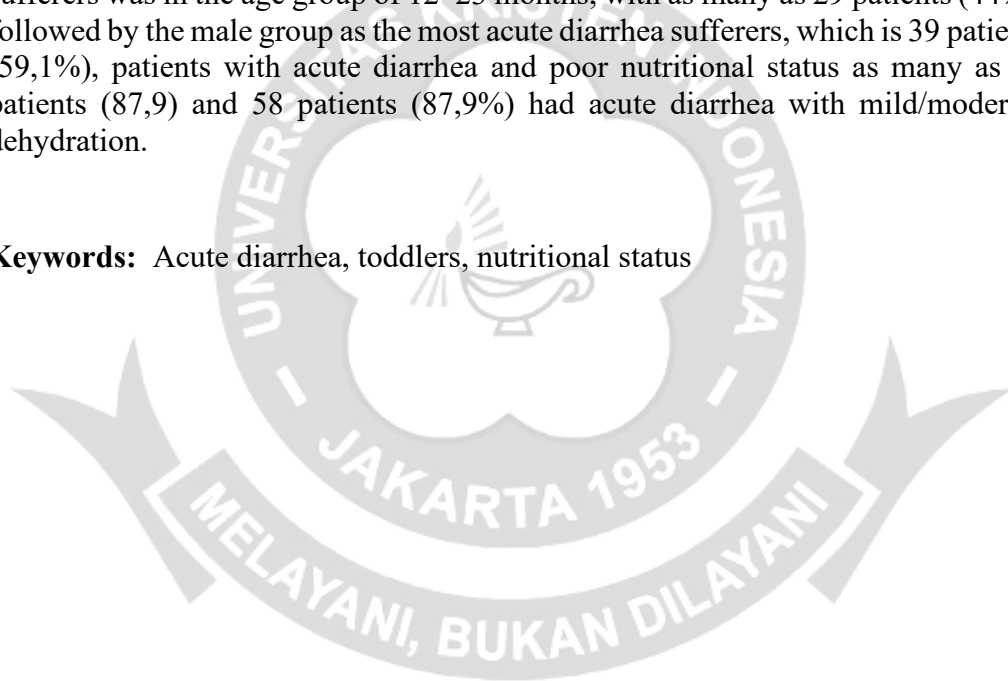 was in the age group of 12–23 months, with as many as 29 patients
followed by the male group as the most acute diarrhea sufferers, which is 39
59,1%), patients with acute diarrhea and poor nutritional status as many as
patients (87,9) and 58 patients (87,9%) had acute diarrhea with mild/moder
dehydration.
Keywords: Acute diarrhea, toddlers, nutritional status
UNIVERSITAS KRISTEN INDONESIA
JAKARTA 1953
MELAYANI, BUKAN DILAYANI